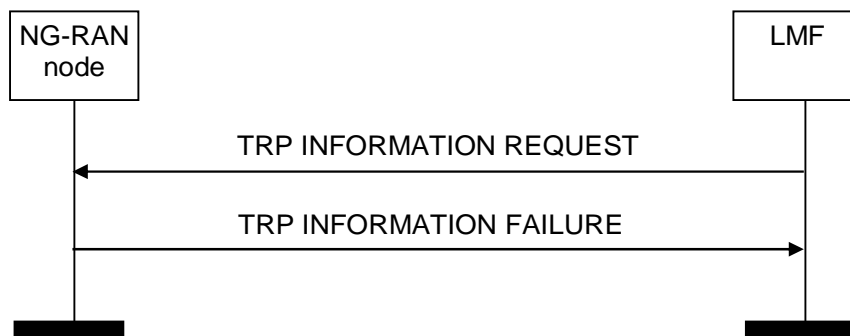 NG-RAN
node
LMF
TRP INFORMATION REQUEST
TRP INFORMATION FAILURE